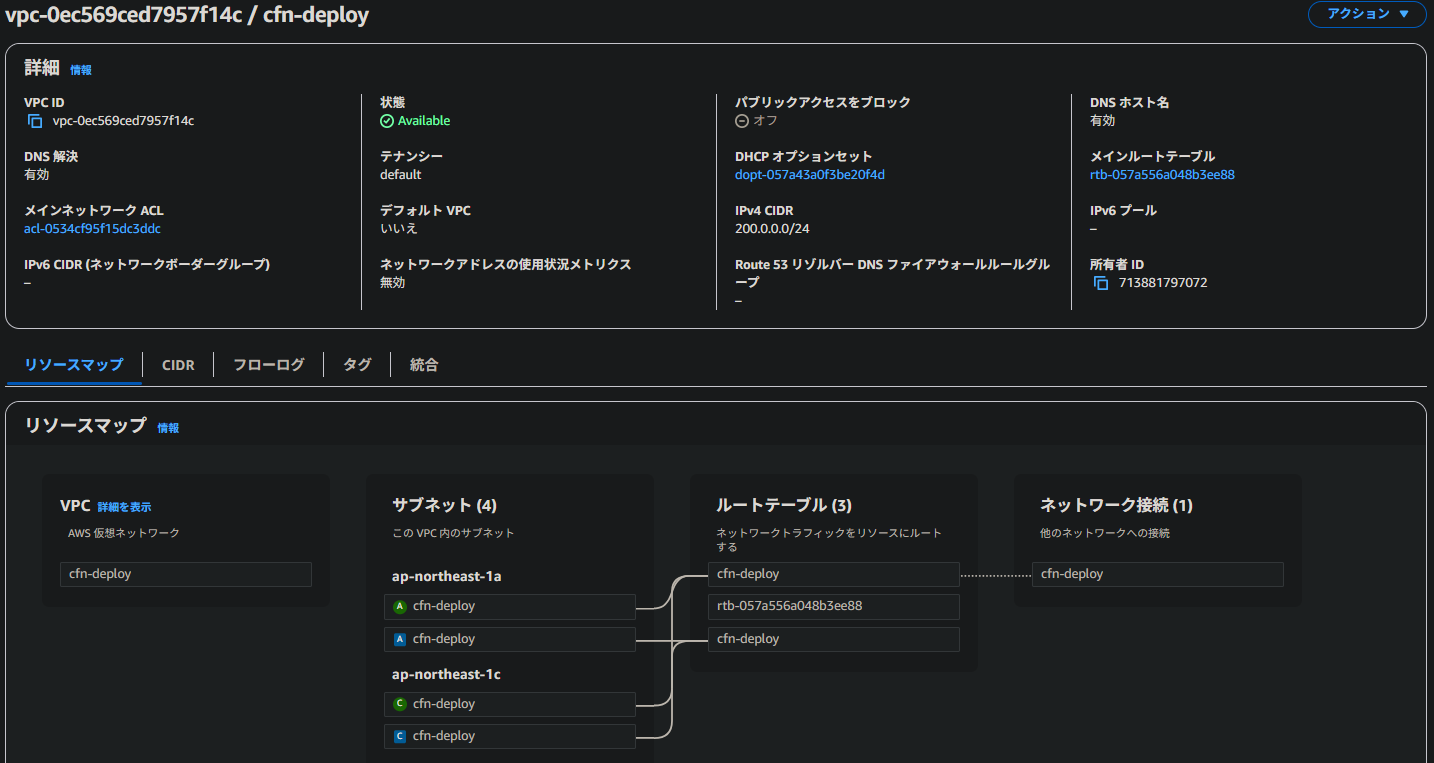 vpc-0ec569ced7957f14c / cfn-deploy
アクション ▼
詳細 情報
VPC ID
vpc-0ec569ced7957f14c
状態
Available
パブリックアクセスをブロック
オフ
DNS ホスト名
有効
DNS 解決
有効
テナンシー
default
DHCP オプションセット
dopt-057a43a0f3be20f4d
メインルートテーブル
rtb-057a556a048b3ee88
メインネットワーク ACL
acl-0534cf95f15dc3ddc
デフォルト VPC
いいえ
IPv4 CIDR
200.0.0.0/24
IPv6 プール
–
IPv6 CIDR (ネットワークボーダーグループ)
–
ネットワークアドレスの使用状況メトリクス
無効
Route 53 リゾルバー DNS ファイアウォールルールグル
ープ
–
所有者 ID
713881797072
リソースマップ
CIDR
フローログ
タグ
統合
リソースマップ 情報
VPC 詳細を表示
AWS 仮想ネットワーク
cfn-deploy
サブネット (4)
この VPC 内のサブネット
ap-northeast-1a
A cfn-deploy
A cfn-deploy
ap-northeast-1c
C cfn-deploy
C cfn-deploy
ルートテーブル (3)
ネットワークトラフィックをリソースにルート
する
cfn-deploy
rtb-057a556a048b3ee88
cfn-deploy
ネットワーク接続 (1)
他のネットワークへの接続
cfn-deploy